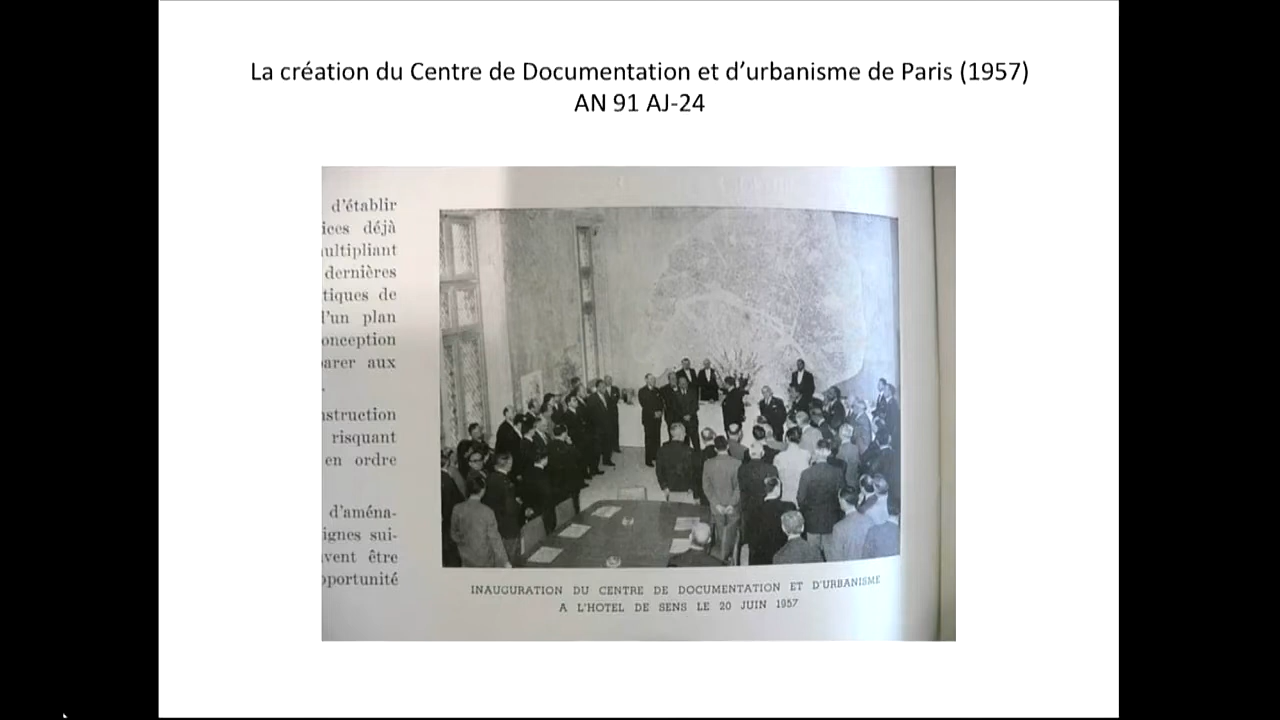 La création du Centre de Documentation et d'urbanisme de Paris (1957)
AN 91 AJ-24
d'établir
ices déjà
ultipliant
dernières
tiques de
l'un plan
onception
arer aux
nstruction
risquant
en ordre
d'aména-
ignes sui-
vent être
pportunité
INAUGURATION DU CENTRE DE DOCUMENTATION ET D'URBANISME
A L'HOTEL DE SENS LE 20 JUIN 1957